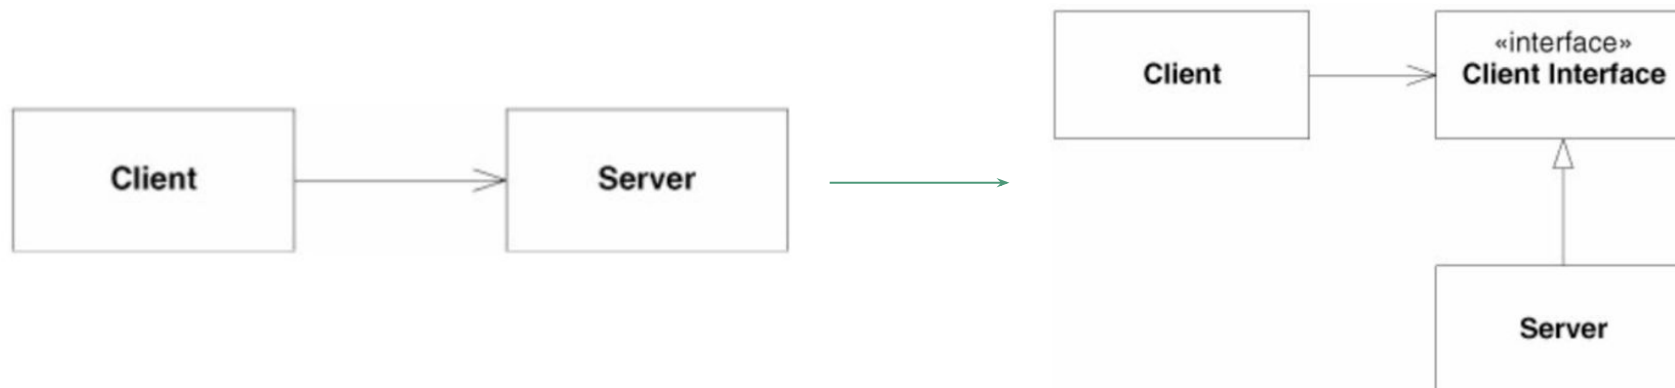 Client
Server
Client
«interface»
Client Interface
Server